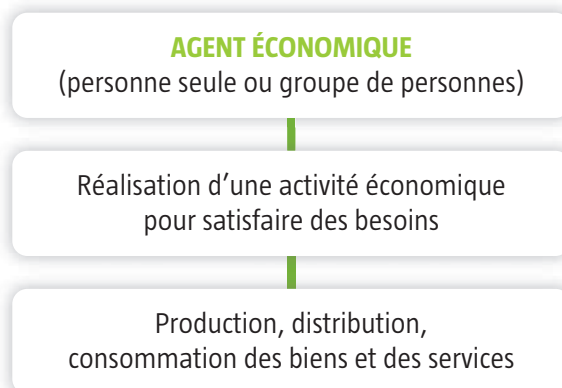 AGENT ÉCONOMIQUE
(personne seule ou groupe de personnes)
Réalisation d’une activité économique
pour satisfaire des besoins
Production, distribution,
consommation des biens et des services